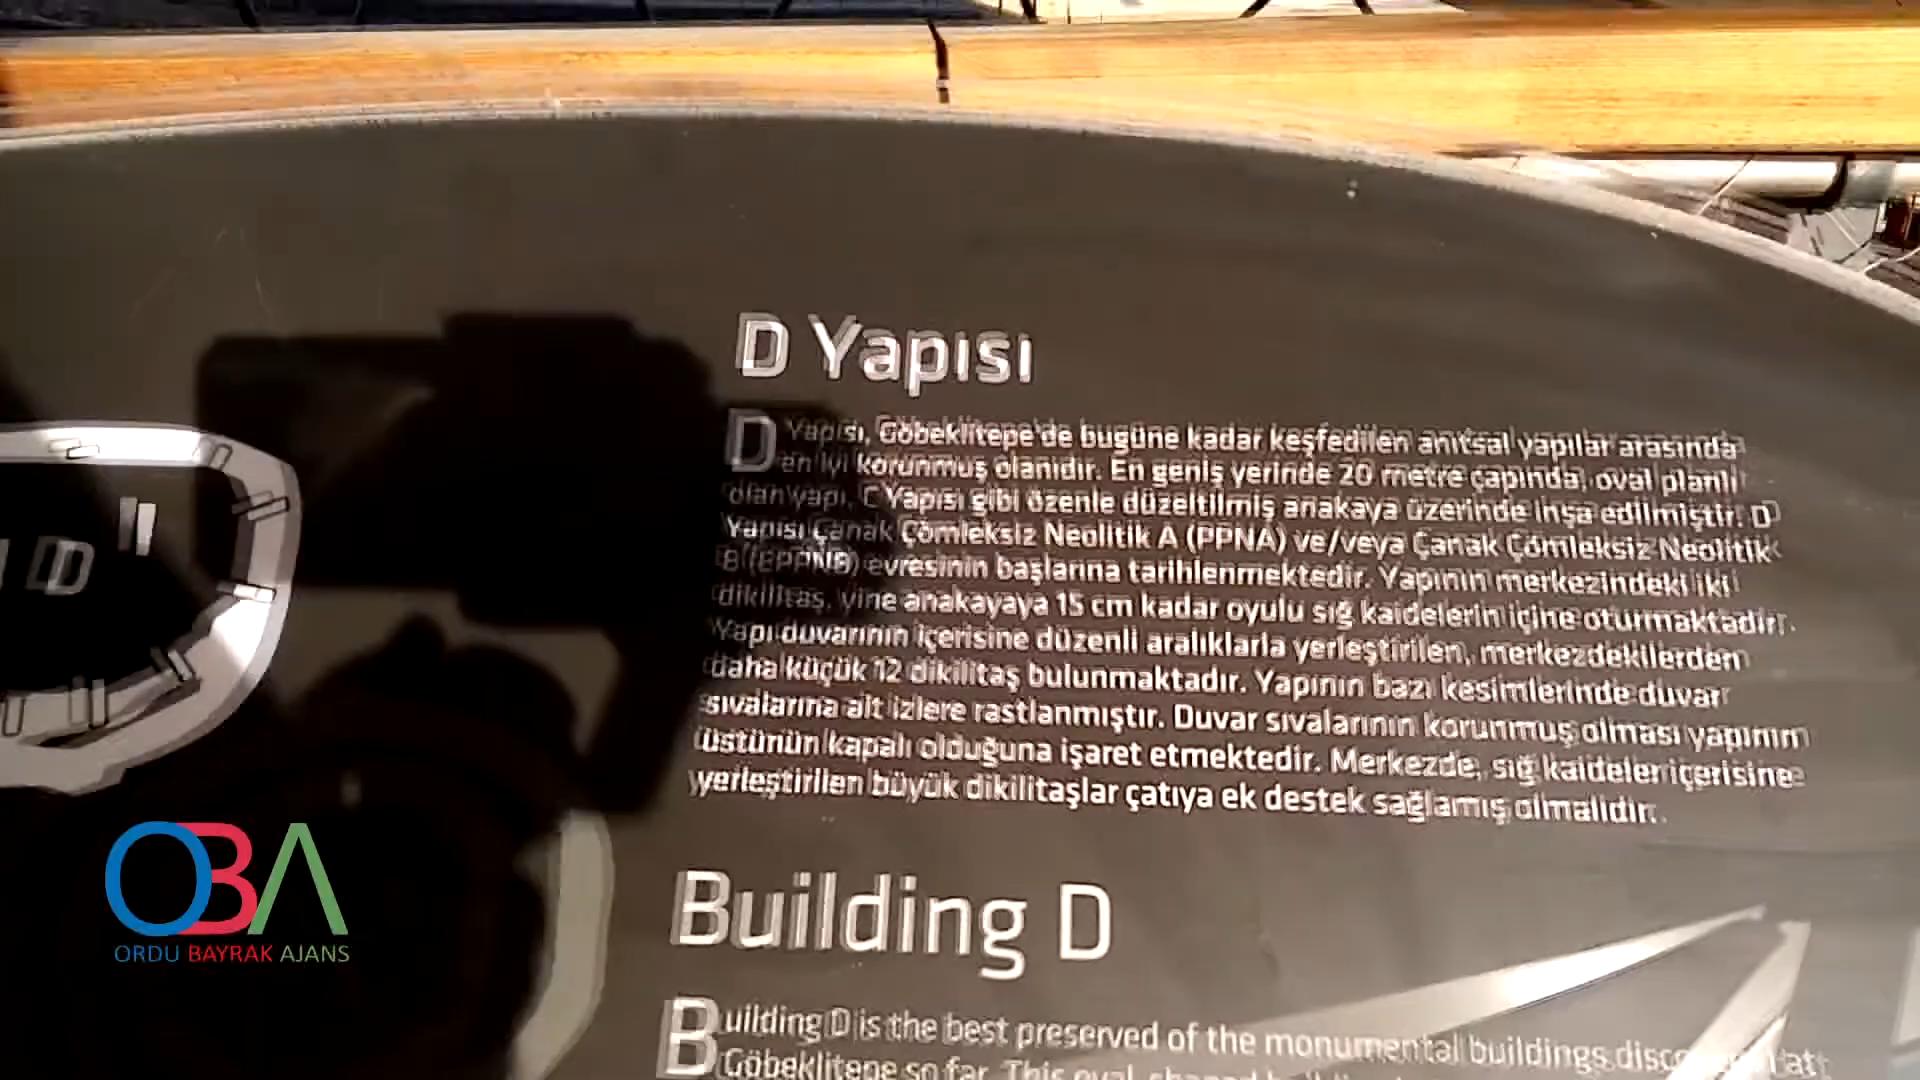 D Yapısı
D Yapısı, Göbeklitepe'de bugüne kadar keşfedilen anıtsal yapılar arasında
en iyi korunmuş olanıdır. En geniş yerinde 20 metre çapında, oval planlı
olan yapı, C Yapısı gibi özenle düzeltilmiş anakaya üzerinde inşa edilmiştir. D
Yapısı Çanak Çömleksiz Neolitik A (PPNA) ve/veya Çanak Çömleksiz Neolitik
B (EPPNB) evresinin başlarına tarihlenmektedir. Yapının merkezindeki iki
dikilitaş, yine anakayaya 15 cm kadar oyulu sığ kaidelerin içine oturmaktadır.
Yapı duvarının içerisine düzenli aralıklarla yerleştirilen, merkezdekilerden
daha küçük 12 dikilitaş bulunmaktadır. Yapının bazı kesimlerinde duvar
sıvalarına ait izlere rastlanmıştır. Duvar sıvalarının korunmuş olması yapının
üstünün kapalı olduğuna işaret etmektedir. Merkezde, sığ kaideler içerisine
yerleştirilen büyük dikilitaşlar çatıya ek destek sağlamış olmalıdır.
D
Building D
Building D is the best preserved of the monumental buildings at
Göbeklitepe so far. This oval-shaped
OBA
ORDU BAYRAK AJANS